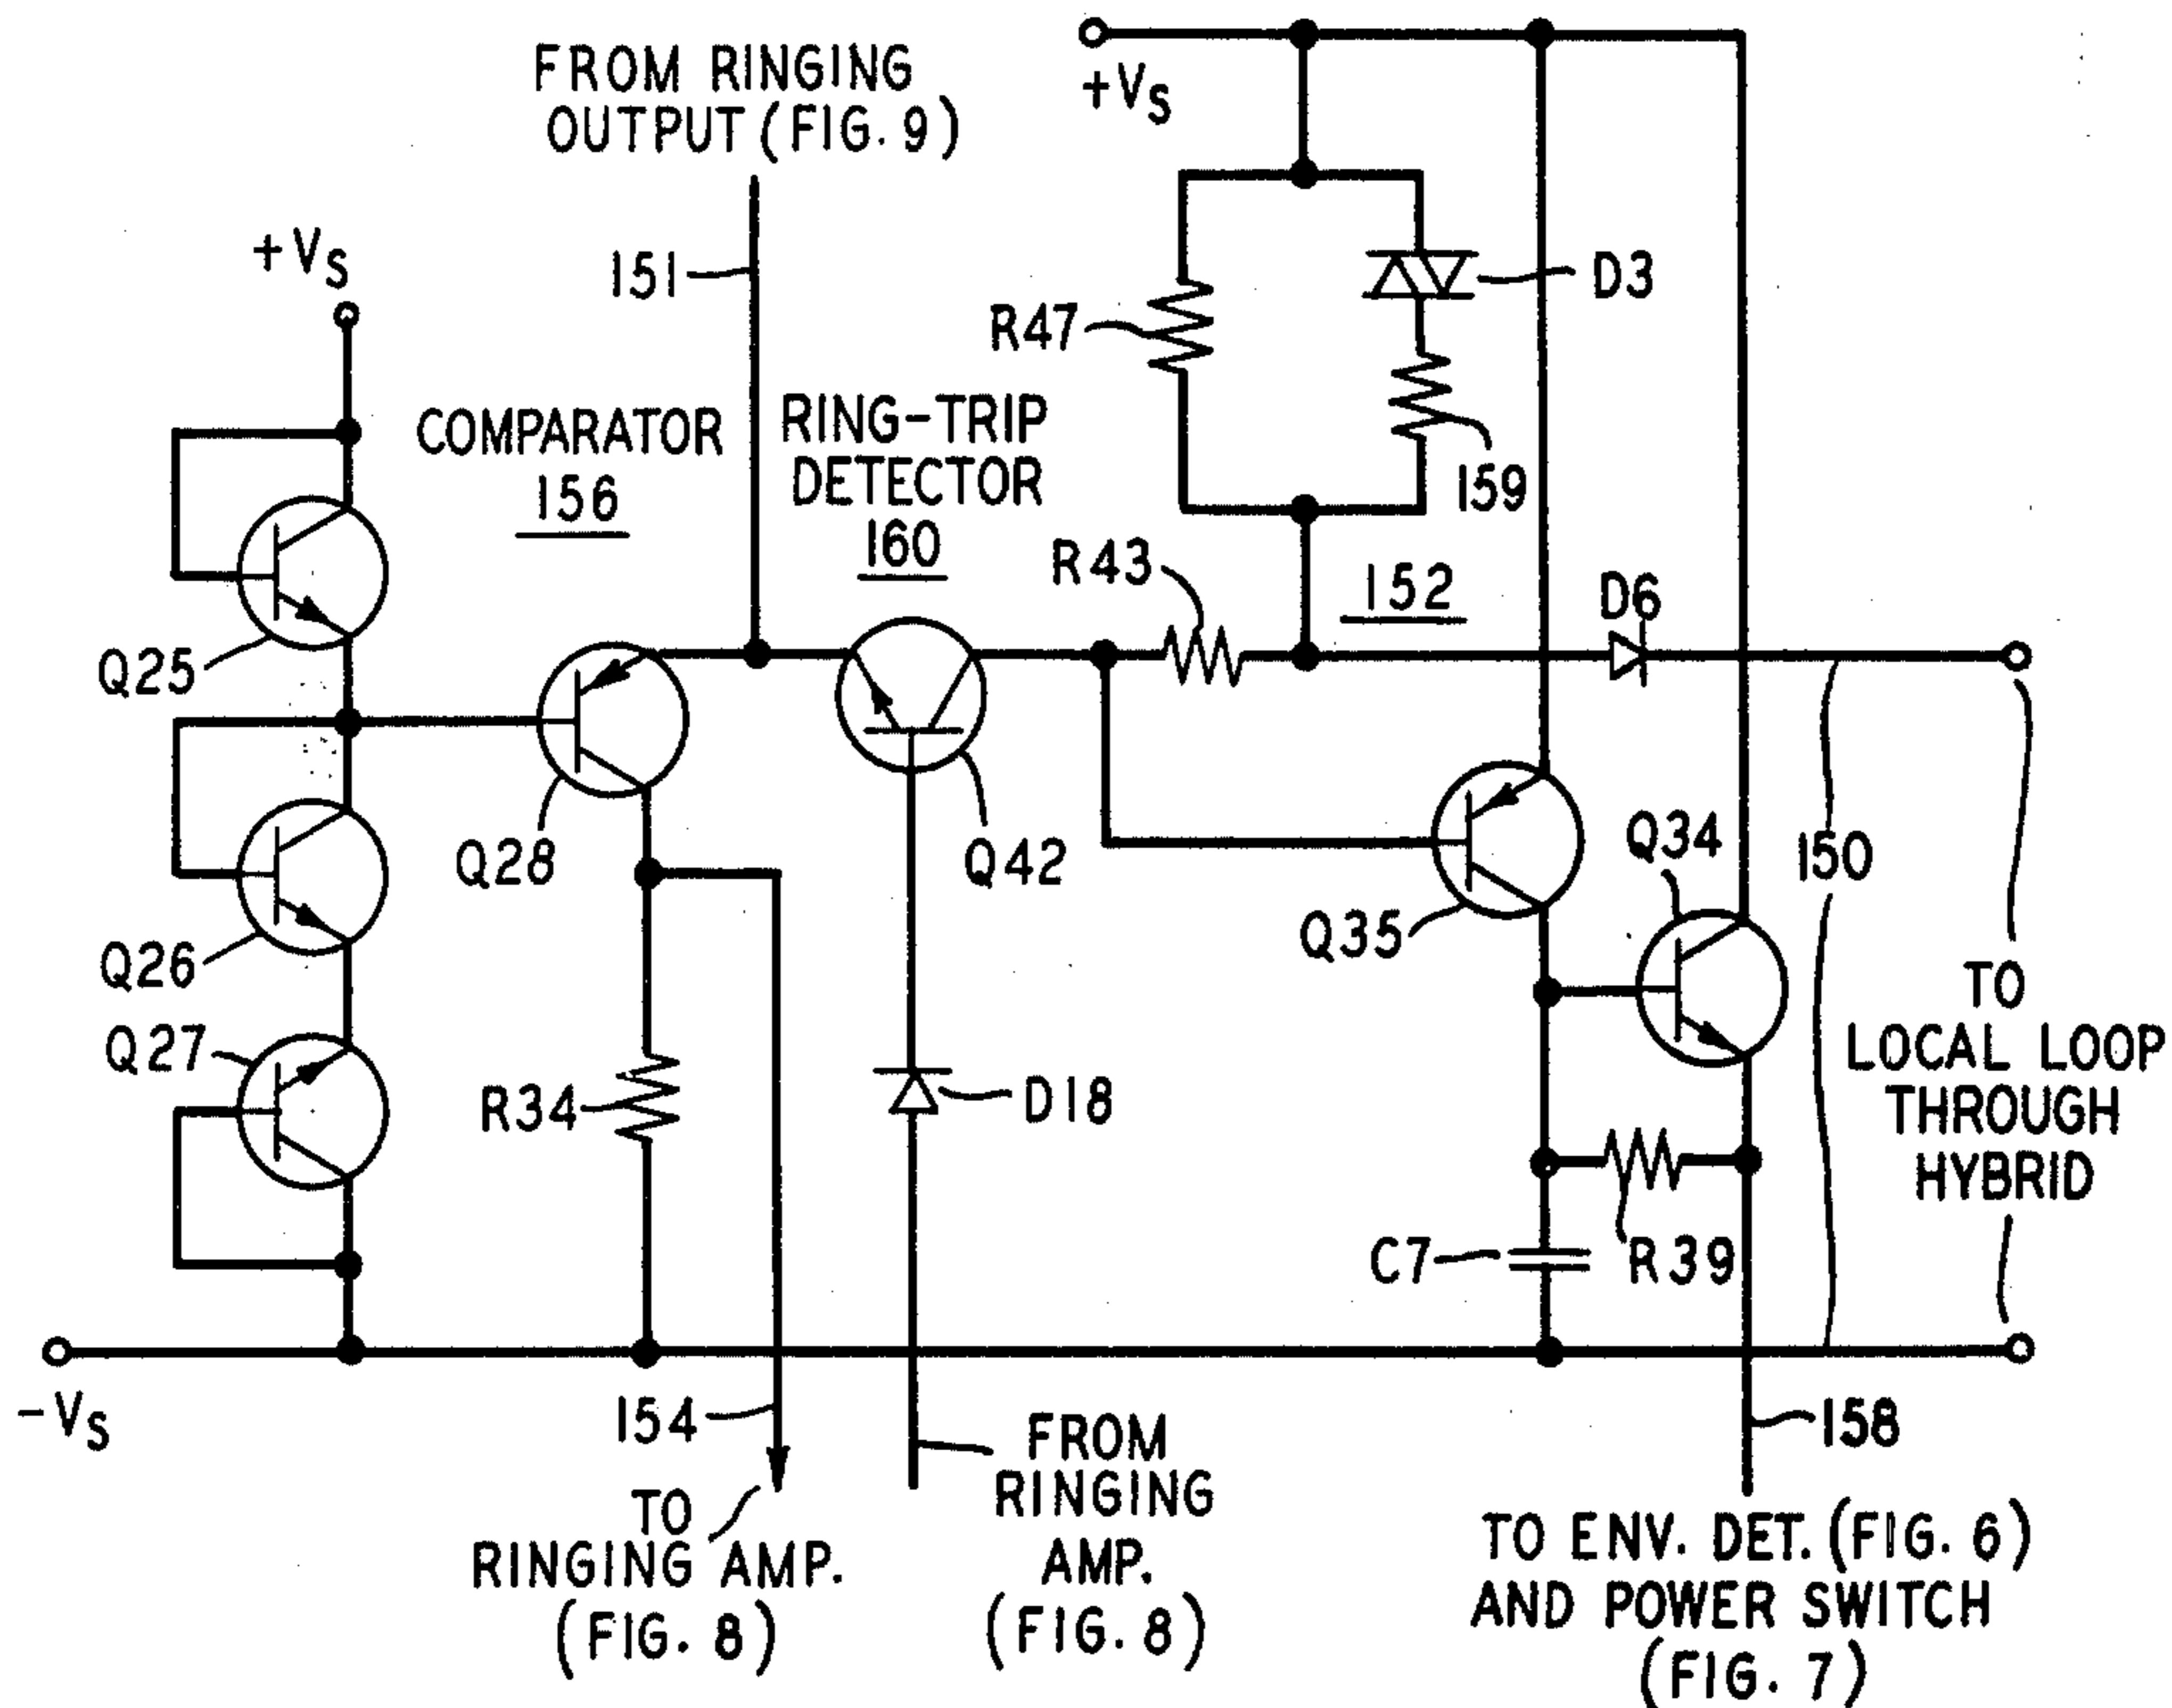 FROM RINGING
OUTPUT (FIG. 9)
+VS
+VS
151
D3
R47
159
COMPARATOR
156
RING-TRIP
DETECTOR
160
R43
152
D6
Q25
Q28
Q42
Q26
Q35
Q34
150
Q27
R34
D18
TO
LOCAL LOOP
THROUGH
HYBRID
C7
R39
-VS
154
158
TO
RINGING AMP.
(FIG. 8)
FROM
RINGING
AMP.
(FIG. 8)
TO ENV. DET. (FIG. 6)
AND POWER SWITCH
(FIG. 7)